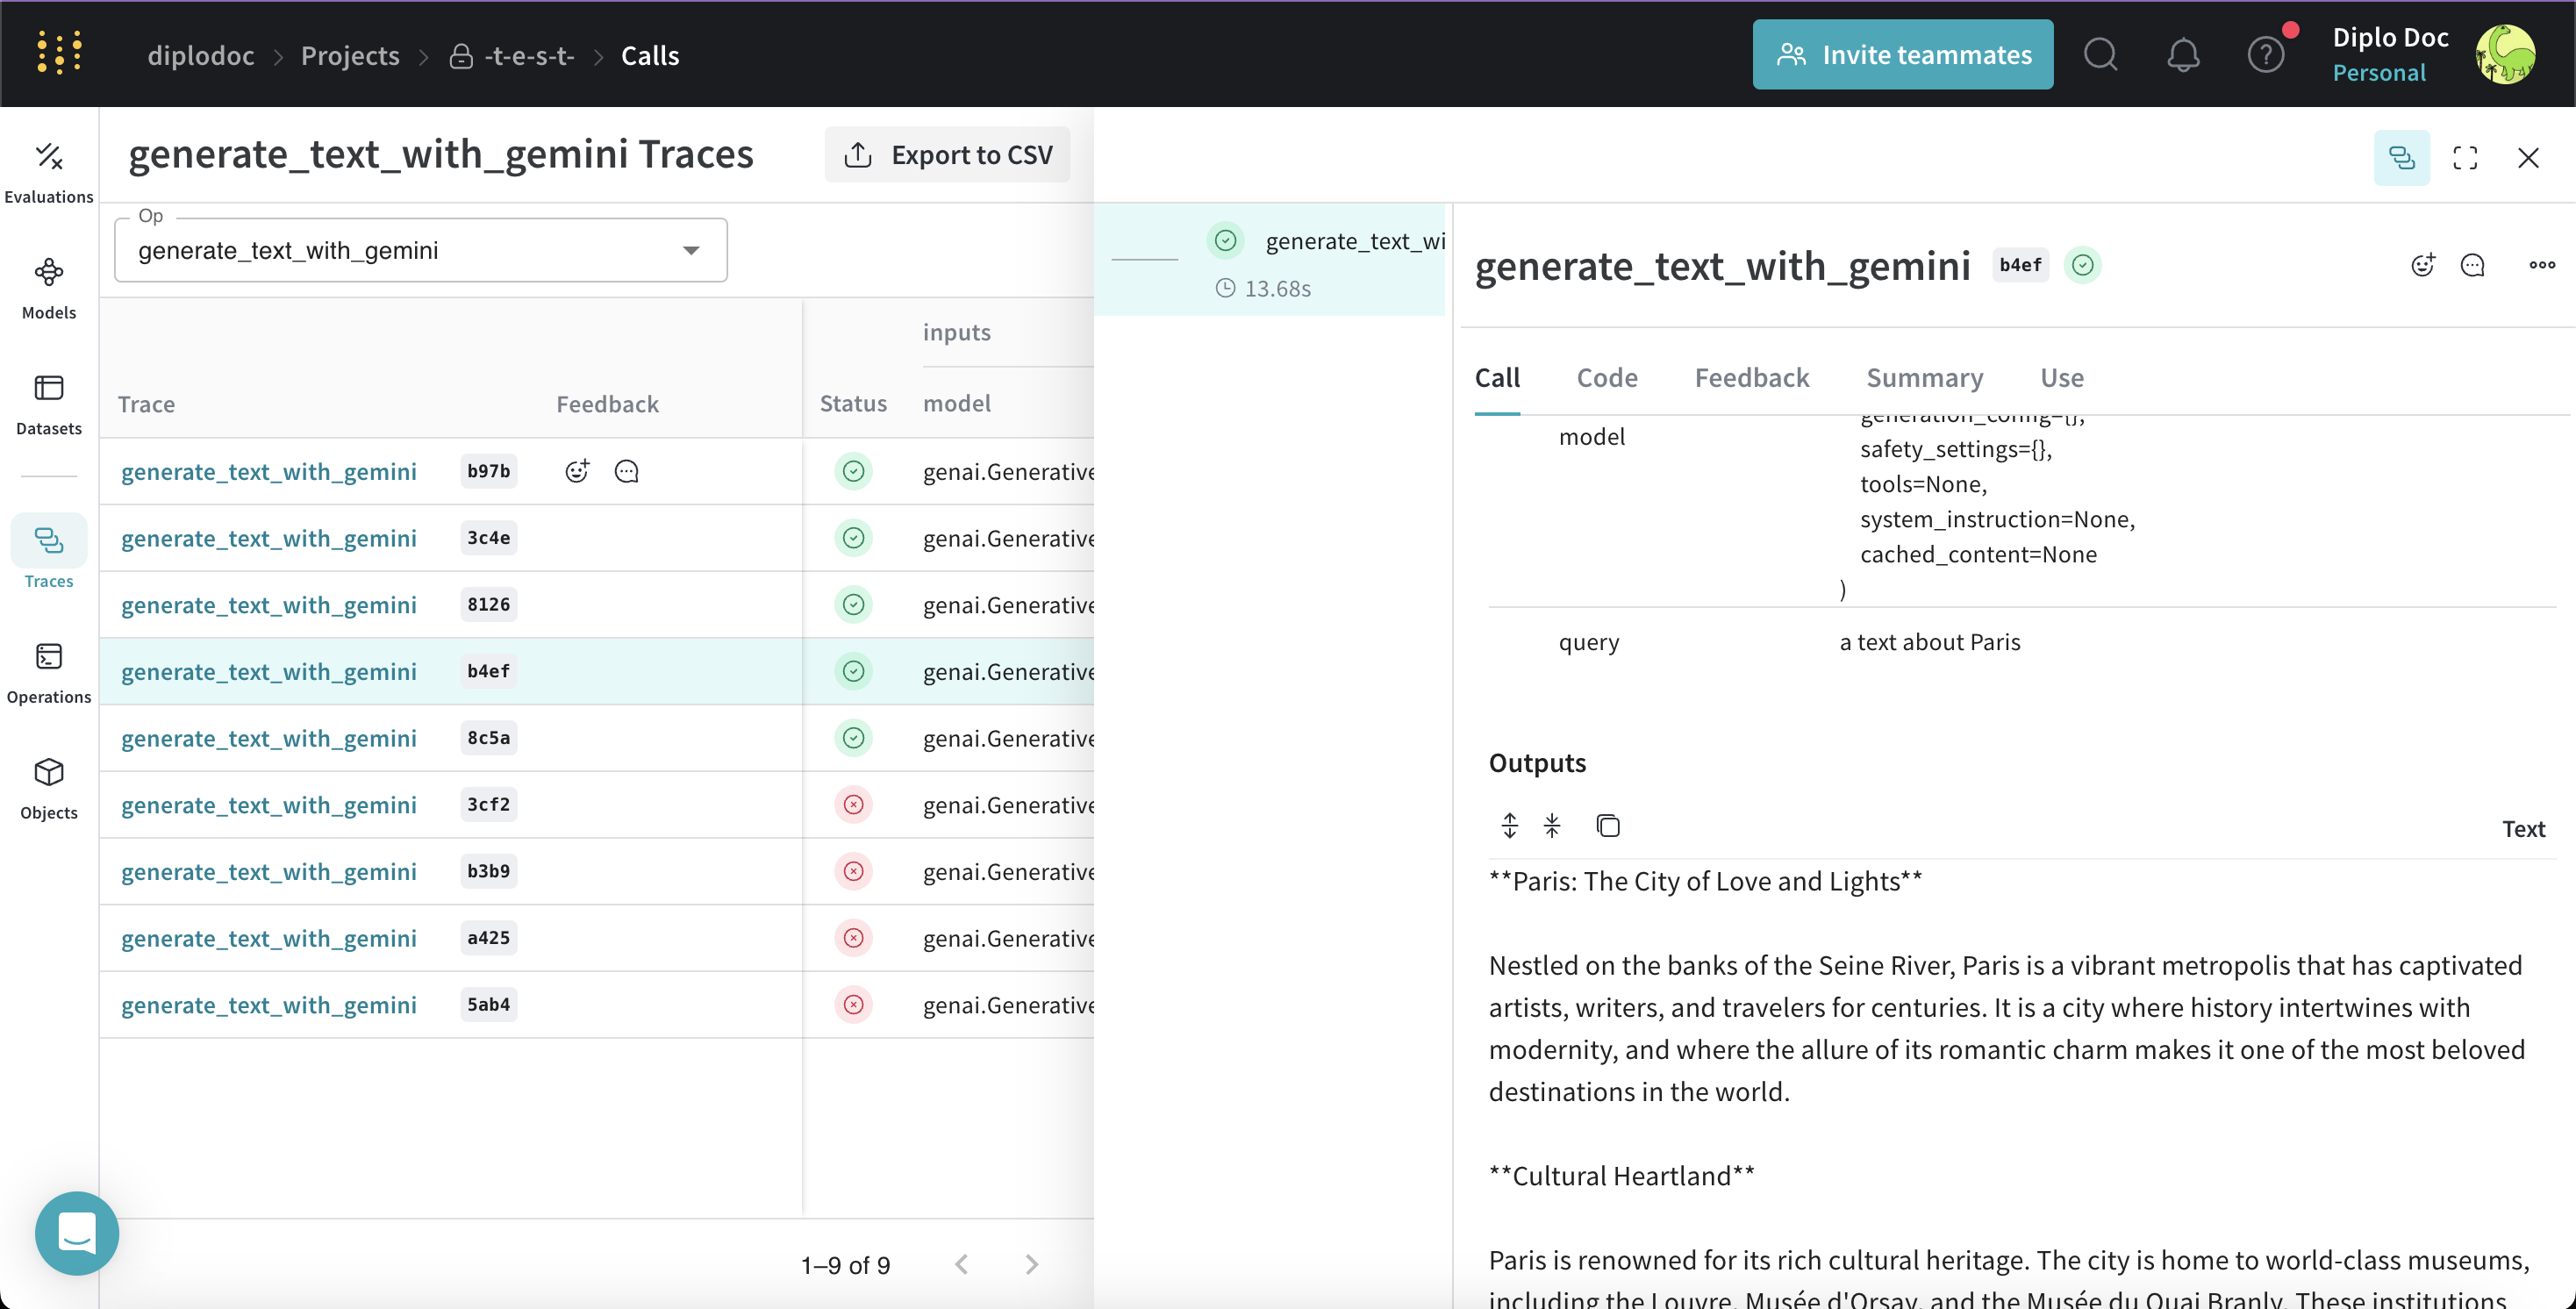 diplodoc > Projects > -t-e-s-t- > Calls
Invite teammates
Diplo Doc
Personal
Evaluations
Models
Datasets
Traces
Operations
Objects
generate_text_with_gemini Traces
Export to CSV
Op
generate_text_with_gemini
inputs
Trace Feedback Status model
generate_text_with_gemini b97b genai.Generative
generate_text_with_gemini 3c4e genai.Generative
generate_text_with_gemini 8126 genai.Generative
generate_text_with_gemini b4ef genai.Generative
generate_text_with_gemini 8c5a genai.Generative
generate_text_with_gemini 3cf2 genai.Generative
generate_text_with_gemini b3b9 genai.Generative
generate_text_with_gemini a425 genai.Generative
generate_text_with_gemini 5ab4 genai.Generative
1–9 of 9
generate_text_wi
13.68s
generate_text_with_gemini b4ef
Call Code Feedback Summary Use
generation_config={},
model
safety_settings={},
tools=None,
system_instruction=None,
cached_content=None
)
query a text about Paris
Outputs
Text
**Paris: The City of Love and Lights**
Nestled on the banks of the Seine River, Paris is a vibrant metropolis that has captivated
artists, writers, and travelers for centuries. It is a city where history intertwines with
modernity, and where the allure of its romantic charm makes it one of the most beloved
destinations in the world.
**Cultural Heartland**
Paris is renowned for its rich cultural heritage. The city is home to world-class museums,
including the Louvre, Musée d'Orsay, and the Musée du Quai Branly. These institutions